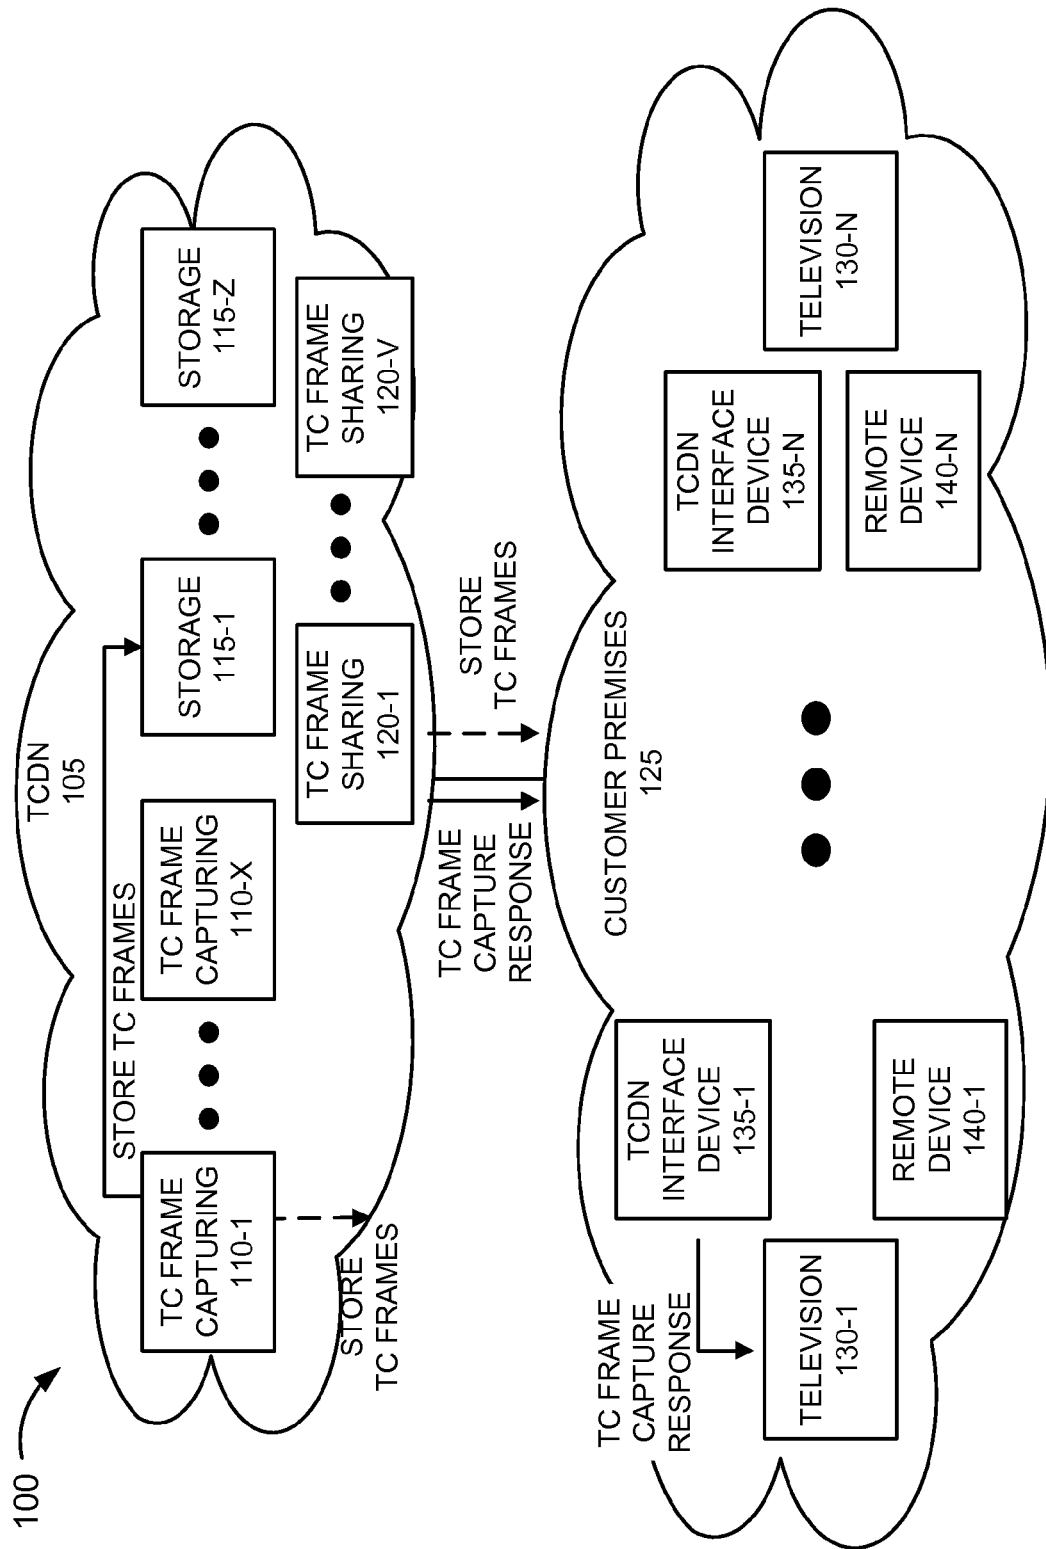 100
TCDN
105
STORE TC FRAMES
TC FRAME
CAPTURING
110-1
TC FRAME
CAPTURING
110-X
STORAGE
115-1
STORAGE
115-Z
TC FRAME
SHARING
120-1
TC FRAME
SHARING
120-V
STORE
TC FRAMES
TC FRAME
CAPTURE
RESPONSE
STORE
TC FRAMES
CUSTOMER PREMISES
125
TC FRAME
CAPTURE
RESPONSE
TCDN
INTERFACE
DEVICE
135-1
TELEVISION
130-1
REMOTE
DEVICE
140-1
TCDN
INTERFACE
DEVICE
135-N
REMOTE
DEVICE
140-N
TELEVISION
130-N